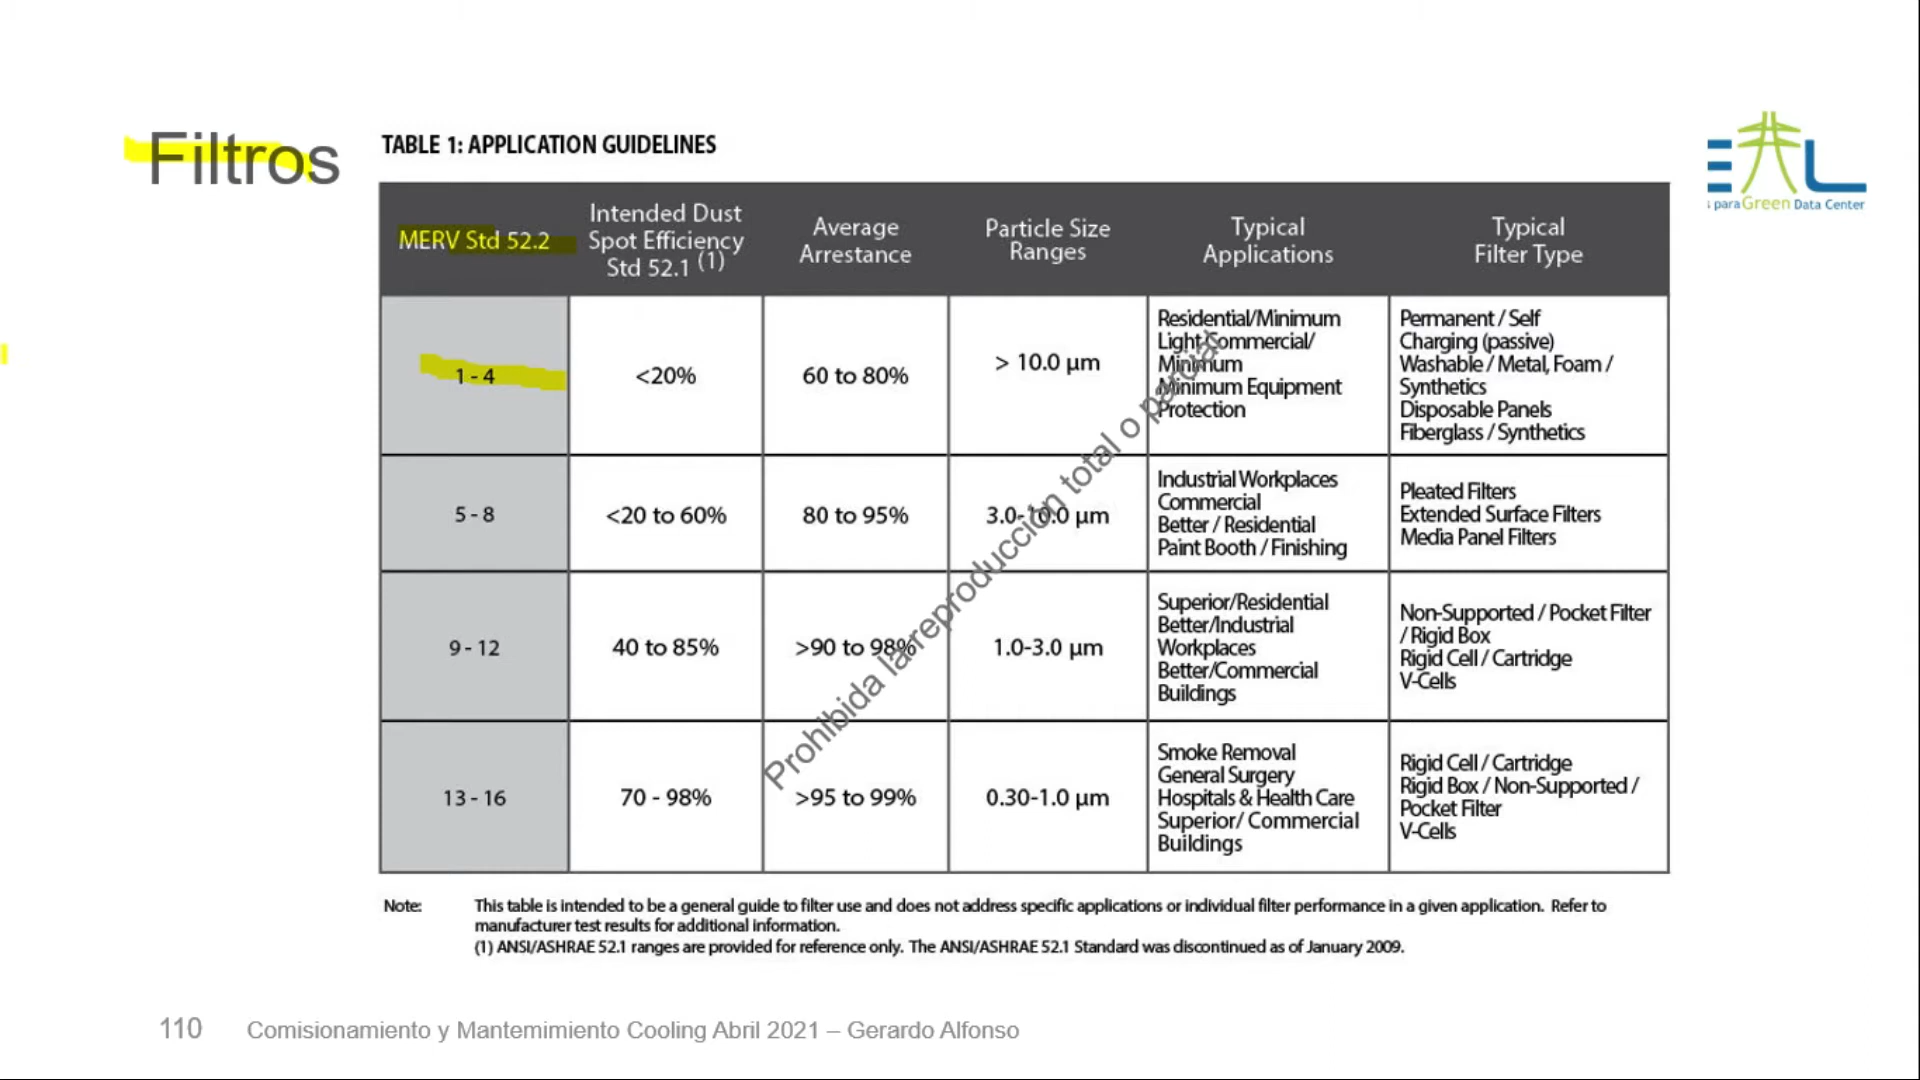 Filtros
TABLE 1: APPLICATION GUIDELINES
MERV Std 52.2
Intended Dust
Spot Efficiency
Std 52.1 (1)
Average
Arrestance
Particle Size
Ranges
Typical
Applications
Typical
Filter Type
1 - 4
<20%
60 to 80%
> 10.0 µm
Residential/Minimum
Light Commercial/
Minimum
Minimum Equipment
Protection
Permanent / Self
Charging (passive)
Washable / Metal, Foam /
Synthetics
Disposable Panels
Fiberglass / Synthetics
5 - 8
<20 to 60%
80 to 95%
3.0-10.0 µm
Industrial Workplaces
Commercial
Better / Residential
Paint Booth / Finishing
Pleated Filters
Extended Surface Filters
Media Panel Filters
9 - 12
40 to 85%
>90 to 98%
1.0-3.0 µm
Superior/Residential
Better/Industrial
Workplaces
Better/Commercial
Buildings
Non-Supported / Pocket Filter
/ Rigid Box
Rigid Cell / Cartridge
V-Cells
13 - 16
70 - 98%
>95 to 99%
0.30-1.0 µm
Smoke Removal
General Surgery
Hospitals & Health Care
Superior/ Commercial
Buildings
Rigid Cell / Cartridge
Rigid Box / Non-Supported /
Pocket Filter
V-Cells
Prohibida la reproducción total o parcial
Note: This table is intended to be a general guide to filter use and does not address specific applications or individual filter performance in a given application. Refer to
manufacturer test results for additional information.
(1) ANSI/ASHRAE 52.1 ranges are provided for reference only. The ANSI/ASHRAE 52.1 Standard was discontinued as of January 2009.
para Green Data Center
110 Comisionamiento y Mantemimiento Cooling Abril 2021 – Gerardo Alfonso